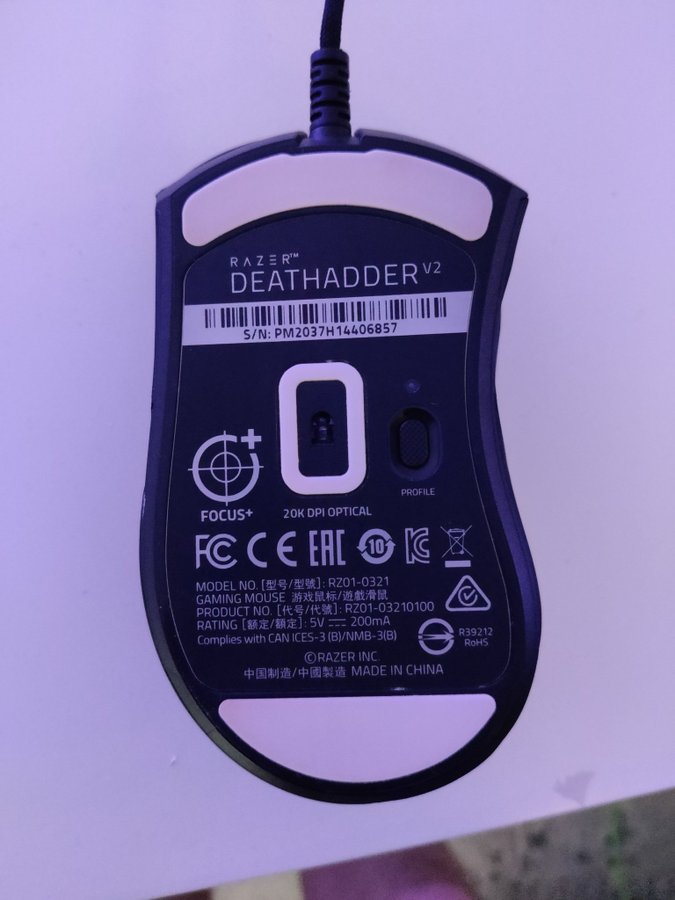 RAZER™
DEATHADDER V2
S/N: PM2037H14406857
PROFILE
FOCUS+
20K DPI OPTICAL
FC CE EAC 10
MODEL NO. [型号/型號]: RZ01-0321
GAMING MOUSE 游戏鼠标/遊戲滑鼠
PRODUCT NO. [代号/代號]: RZ01-03210100
RATING [额定/額定]: 5V ⎓ 200mA
Complies with CAN ICES-3 (B)/NMB-3(B)
R39212
RoHS
©RAZER INC.
中国制造/中國製造 MADE IN CHINA